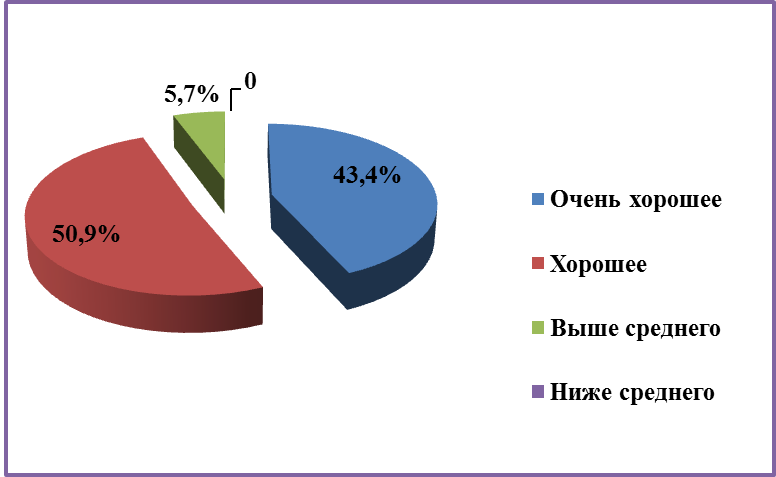 0
5,7%
43,4%
50,9%
Очень хорошее
Хорошее
Выше среднего
Ниже среднего